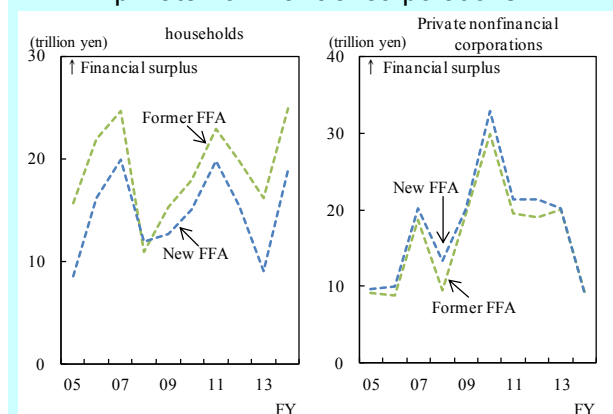 (trillion yen)
households
30
↑ Financial surplus
Former FFA
20
New FFA
10
0
05 07 09 11 13
FY
Private nonfinancial
(trillion yen)
corporations
40
↑ Financial surplus
30
New FFA
20
10
Former FFA
0
05 07 09 11 13
FY